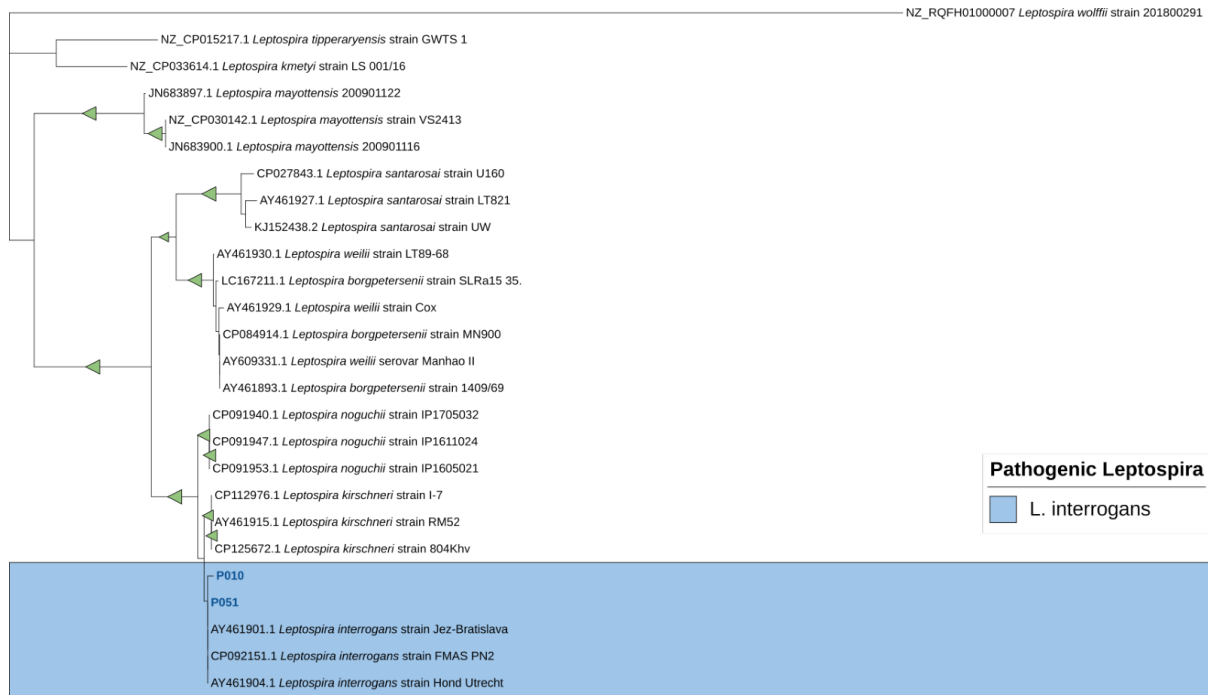 NZ_RQFH01000007 Leptospira wolffii strain 201800291
NZ_CP015217.1 Leptospira tipperaryensis strain GWTS 1
NZ_CP033614.1 Leptospira kmetyi strain LS 001/16
JN683897.1 Leptospira mayottensis 200901122
NZ_CP030142.1 Leptospira mayottensis strain VS2413
JN683900.1 Leptospira mayottensis 200901116
CP027843.1 Leptospira santarosai strain U160
AY461927.1 Leptospira santarosai strain LT821
KJ152438.2 Leptospira santarosai strain UW
AY461930.1 Leptospira weilii strain LT89-68
LC167211.1 Leptospira borgpetersenii strain SLRa15 35.
AY461929.1 Leptospira weilii strain Cox
CP084914.1 Leptospira borgpetersenii strain MN900
AY609331.1 Leptospira weilii serovar Manhao II
AY461893.1 Leptospira borgpetersenii strain 1409/69
CP091940.1 Leptospira noguchii strain IP1705032
CP091947.1 Leptospira noguchii strain IP1611024
CP091953.1 Leptospira noguchii strain IP1605021
CP112976.1 Leptospira kirschneri strain I-7
AY461915.1 Leptospira kirschneri strain RM52
CP125672.1 Leptospira kirschneri strain 804Khv
P010
P051
AY461901.1 Leptospira interrogans strain Jez-Bratislava
CP092151.1 Leptospira interrogans strain FMAS PN2
AY461904.1 Leptospira interrogans strain Hond Utrecht
Pathogenic Leptospira
L. interrogans